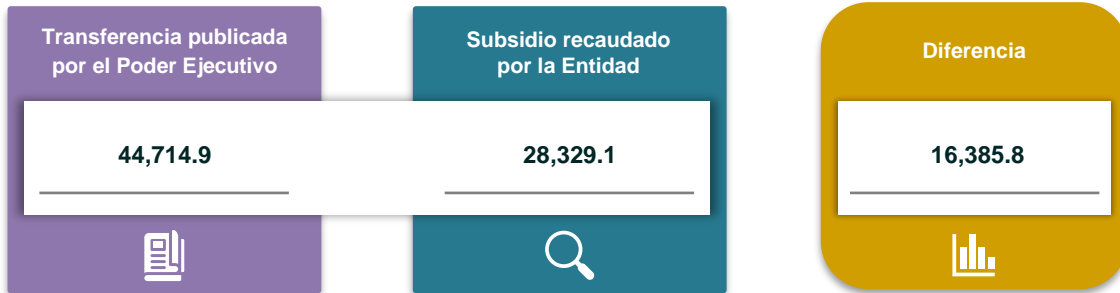 Transferencia publicada
por el Poder Ejecutivo
44,714.9
Subsidio recaudado
por la Entidad
28,329.1
Diferencia
16,385.8